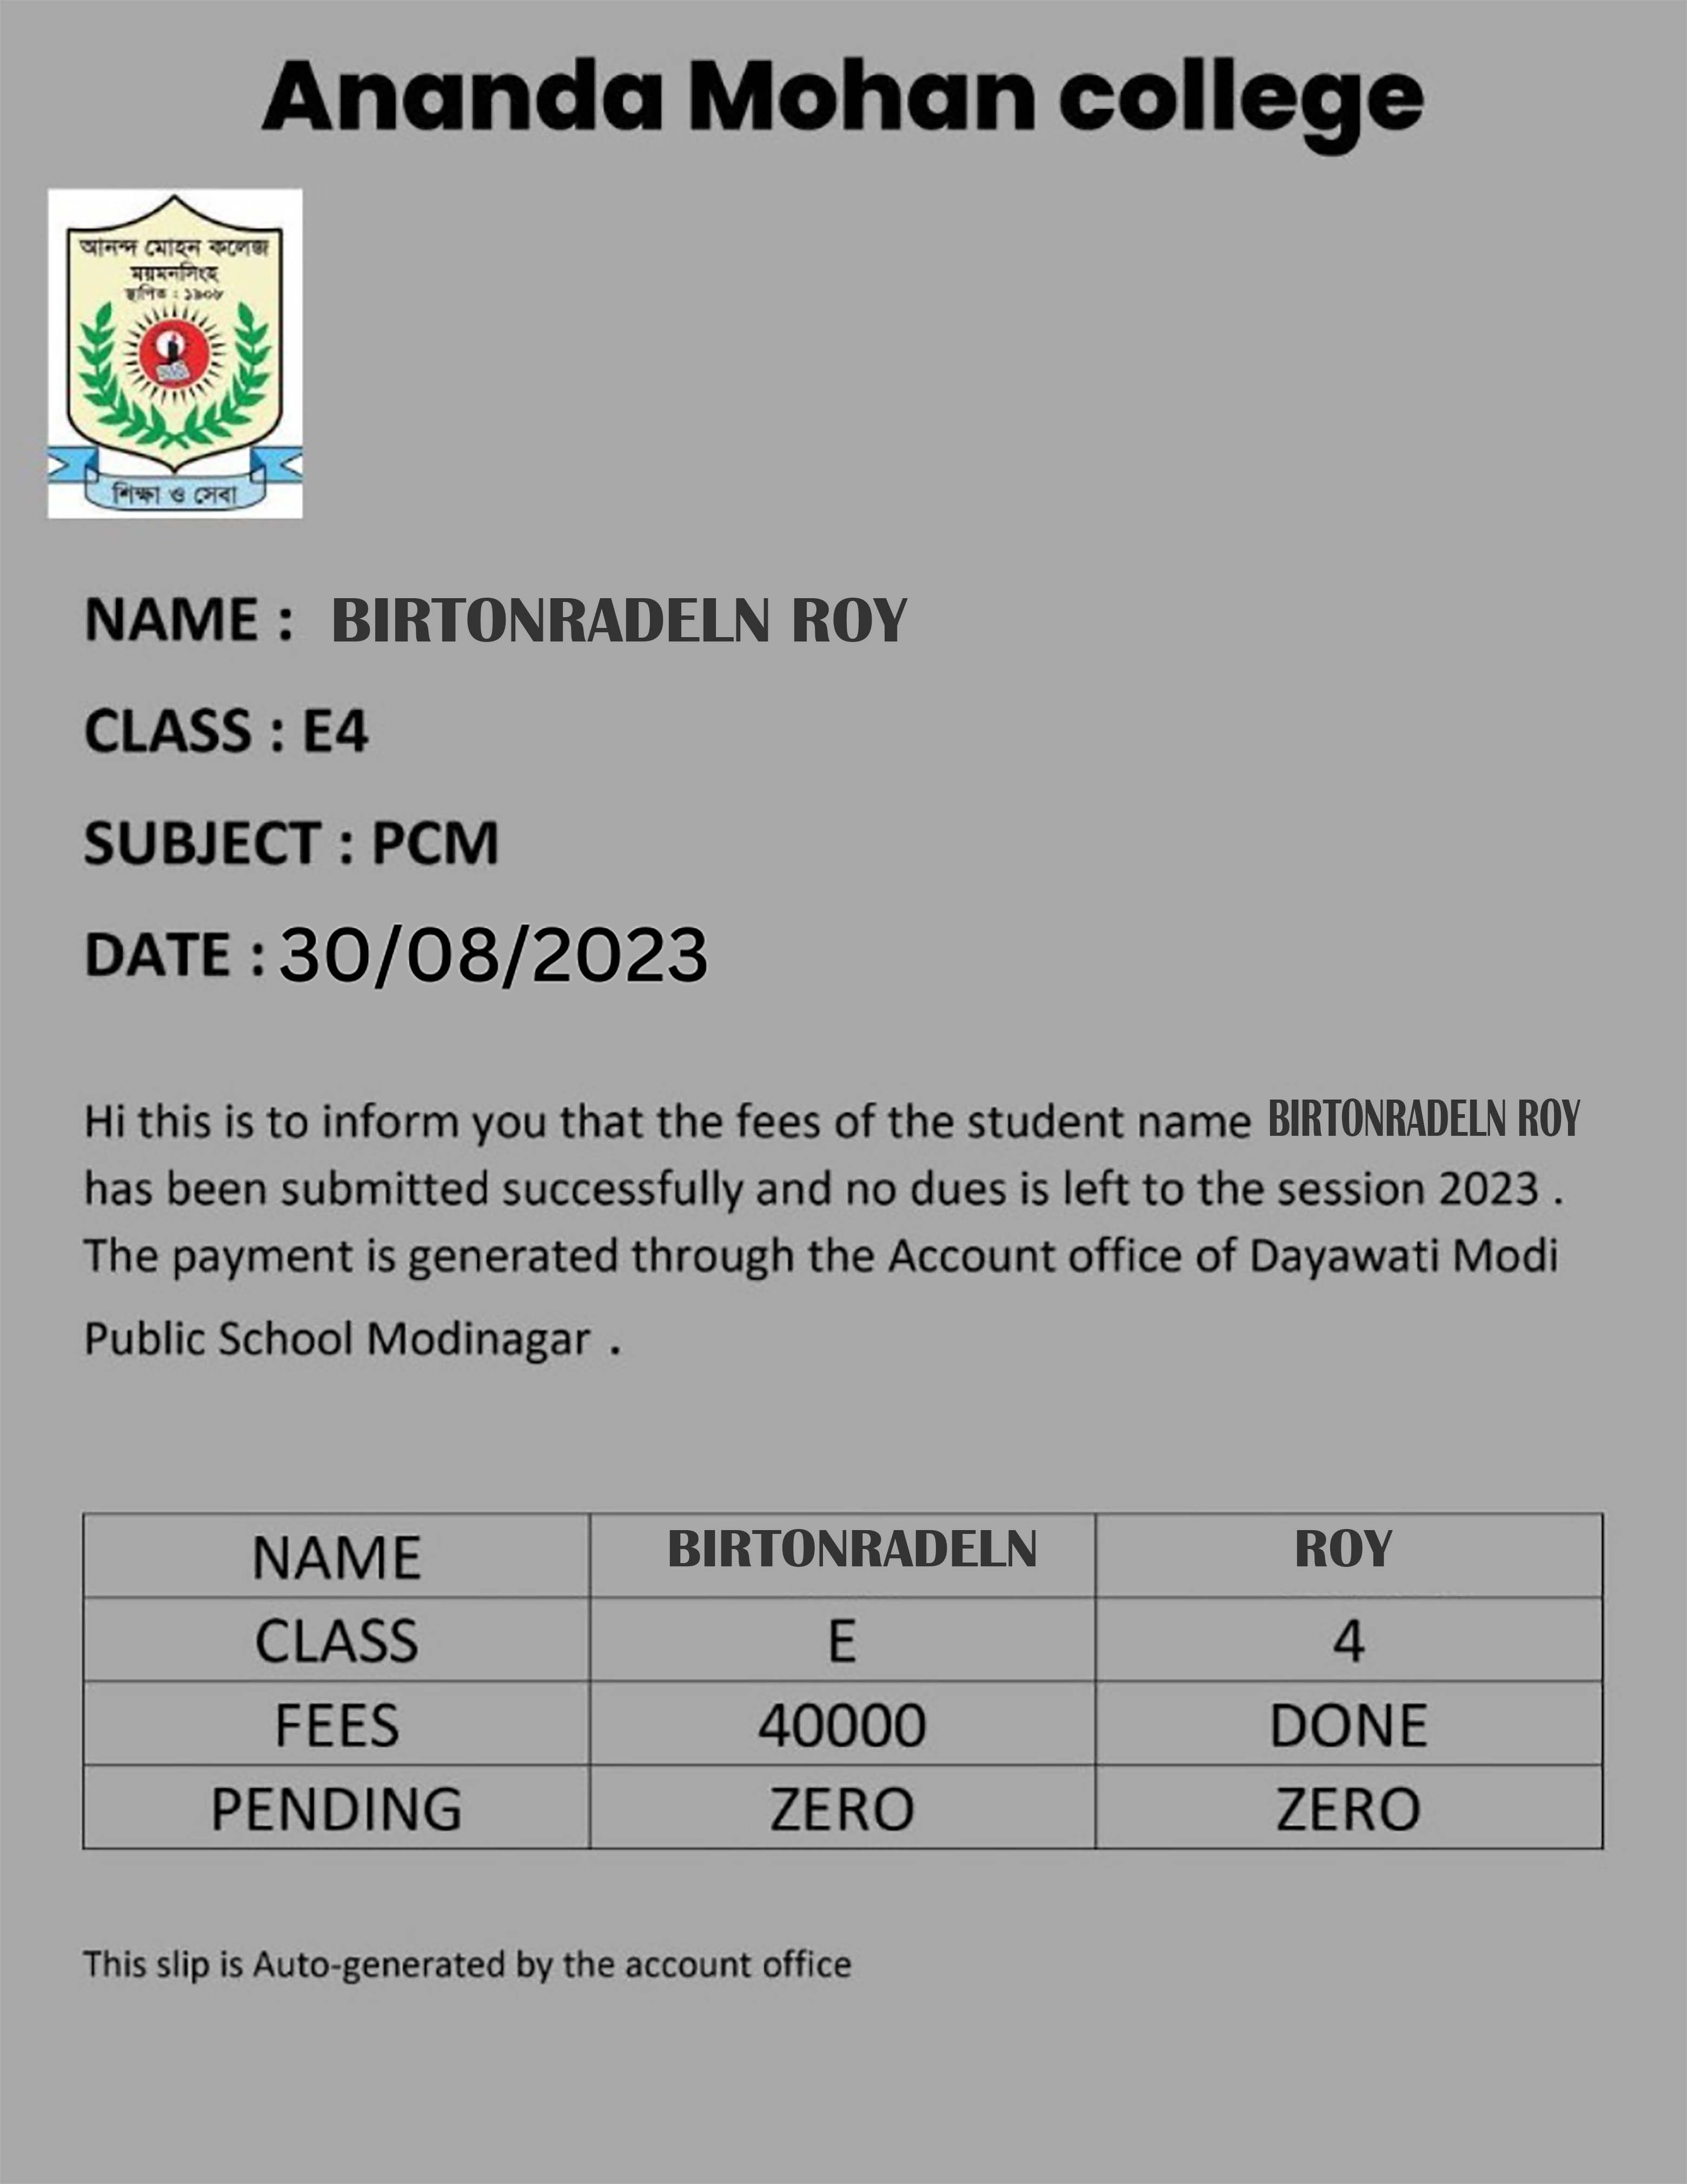 Ananda Mohan college
আনন্দ মোহন কলেজ
ময়মনসিংহ
স্থাপিত : ১৯০৮
শিক্ষা ও সেবা
NAME : BIRTONRADELN ROY
CLASS : E4
SUBJECT : PCM
DATE : 30/08/2023
Hi this is to inform you that the fees of the student name BIRTONRADELN ROY
has been submitted successfully and no dues is left to the session 2023 .
The payment is generated through the Account office of Dayawati Modi
Public School Modinagar .
NAME BIRTONRADELN ROY
CLASS E 4
FEES 40000 DONE
PENDING ZERO ZERO
This slip is Auto-generated by the account office